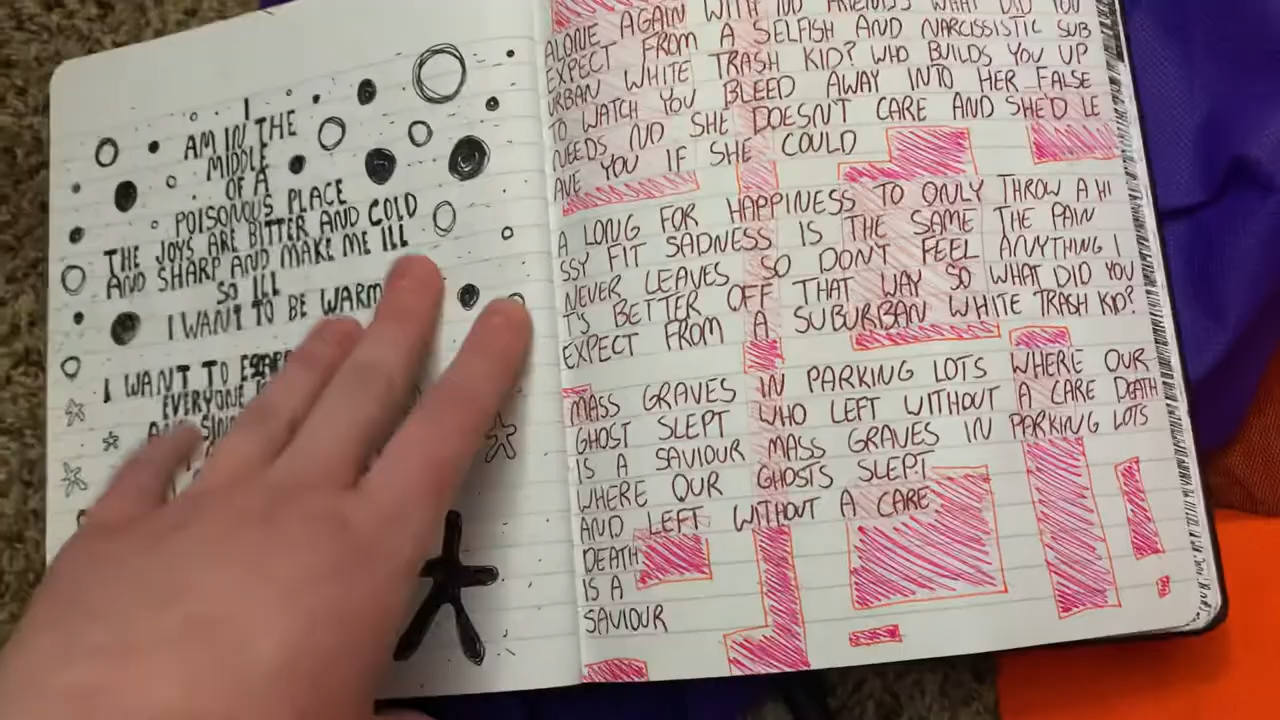 I
AM IN THE
MIDDLE
OF A
POISONOUS PLACE
THE JOYS ARE BITTER AND COLD
AND SHARP AND MAKE ME ILL
SO ILL
I WANT TO BE WARM
I WANT TO
EVERYONE
ALONE AGAIN WITH NO FRIENDS WHAT DID YOU
EXPECT FROM A SELFISH AND NARCISSISTIC SUB
URBAN WHITE TRASH KID? WHO BUILDS YOU UP
TO WATCH YOU BLEED AWAY INTO HER FALSE
NEEDS NO SHE DOESN'T CARE AND SHE'D LE
AVE YOU IF SHE COULD
A LONG FOR HAPPINESS TO ONLY THROW A HI
SSY FIT SADNESS IS THE SAME THE PAIN
NEVER LEAVES SO DON'T FEEL ANYTHING I
T'S BETTER OFF THAT WAY SO WHAT DID YOU
EXPECT FROM A SUBURBAN WHITE TRASH KID?
MASS GRAVES IN PARKING LOTS WHERE OUR
GHOST SLEPT WHO LEFT WITHOUT A CARE DEATH
IS A SAVIOUR MASS GRAVES IN PARKING LOTS
WHERE OUR GHOSTS SLEPT
AND LEFT WITHOUT A CARE
DEATH
IS A
SAVIOUR